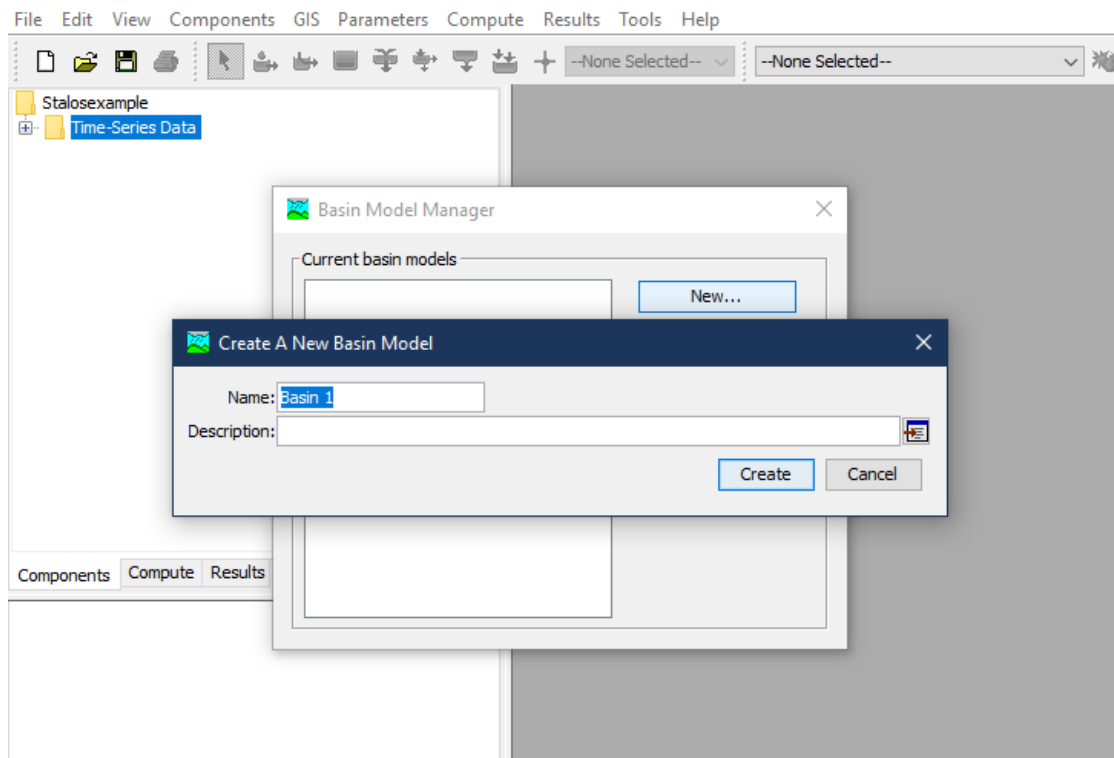 File Edit View Components GIS Parameters Compute Results Tools Help
--None Selected-- --None Selected--
Stalosexample
Time-Series Data
Basin Model Manager
Current basin models
New...
Create A New Basin Model
Name: Basin 1
Description:
Create Cancel
Components Compute Results